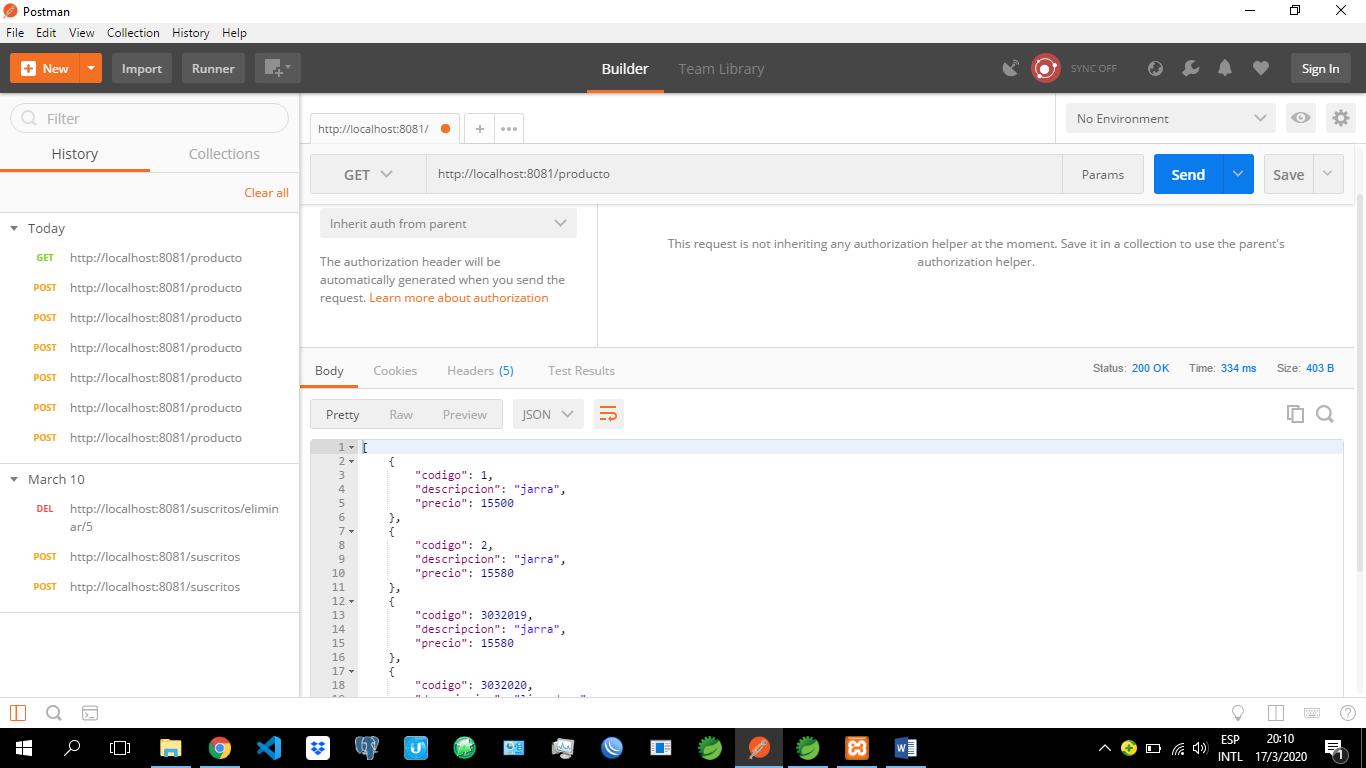 Postman
File Edit View Collection History Help
New Import Runner Builder Team Library SYNC OFF Sign In
Filter
History Collections
Clear all
Today
GET http://localhost:8081/producto
POST http://localhost:8081/producto
POST http://localhost:8081/producto
POST http://localhost:8081/producto
POST http://localhost:8081/producto
POST http://localhost:8081/producto
POST http://localhost:8081/producto
March 10
DEL http://localhost:8081/suscritos/elimin
ar/5
POST http://localhost:8081/suscritos
POST http://localhost:8081/suscritos
http://localhost:8081/ + •••
No Environment
GET http://localhost:8081/producto Params Send Save
Inherit auth from parent
The authorization header will be
automatically generated when you send the
request. Learn more about authorization
This request is not inheriting any authorization helper at the moment. Save it in a collection to use the parent's
authorization helper.
Body Cookies Headers (5) Test Results Status: 200 OK Time: 334 ms Size: 403 B
Pretty Raw Preview JSON
1 [
2 {
3 "codigo": 1,
4 "descripcion": "jarra",
5 "precio": 15500
6 },
7 {
8 "codigo": 2,
9 "descripcion": "jarra",
10 "precio": 15580
11 },
12 {
13 "codigo": 3032019,
14 "descripcion": "jarra",
15 "precio": 15580
16 },
17 {
18 "codigo": 3032020,
ESP
INTL
20:10
17/3/2020
1